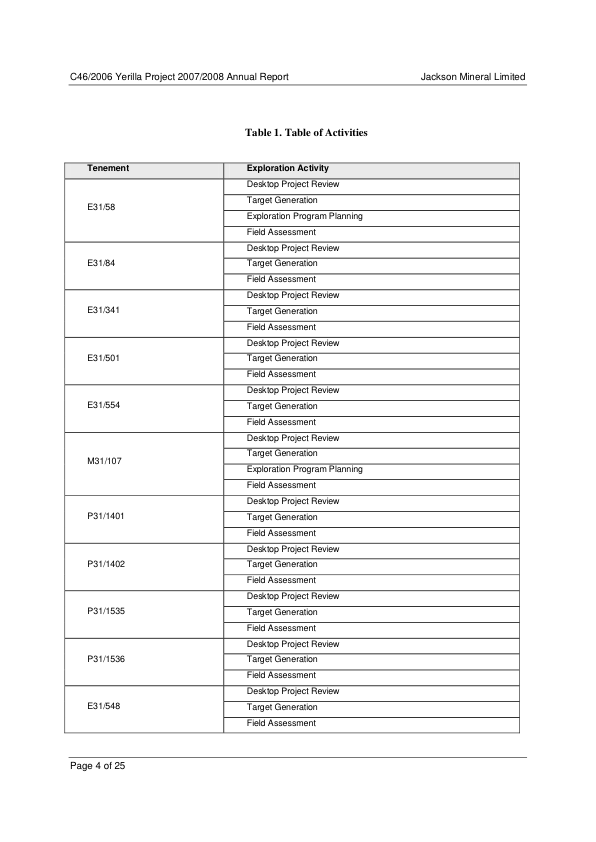 C46/2006 Yerilla Project 2007/2008 Annual Report Jackson Mineral Limited
Table 1. Table of Activities
Tenement Exploration Activity
E31/58
Desktop Project Review
Target Generation
Exploration Program Planning
Field Assessment
E31/84
Desktop Project Review
Target Generation
Field Assessment
E31/341
Desktop Project Review
Target Generation
Field Assessment
E31/501
Desktop Project Review
Target Generation
Field Assessment
E31/554
Desktop Project Review
Target Generation
Field Assessment
M31/107
Desktop Project Review
Target Generation
Exploration Program Planning
Field Assessment
P31/1401
Desktop Project Review
Target Generation
Field Assessment
P31/1402
Desktop Project Review
Target Generation
Field Assessment
P31/1535
Desktop Project Review
Target Generation
Field Assessment
P31/1536
Desktop Project Review
Target Generation
Field Assessment
E31/548
Desktop Project Review
Target Generation
Field Assessment
Page 4 of 25